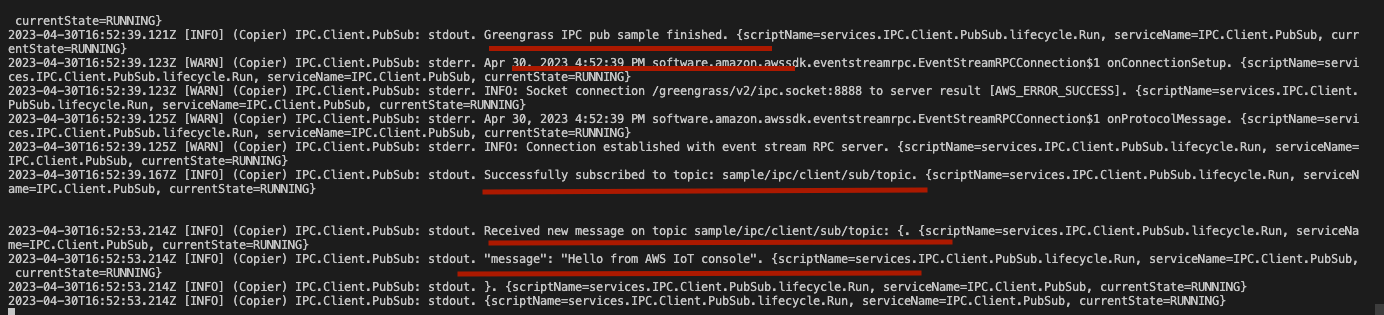 currentState=RUNNING}
2023-04-30T16:52:39.121Z [INFO] (Copier) IPC.Client.PubSub: stdout. Greengrass IPC pub sample finished. {scriptName=services.IPC.Client.PubSub.lifecycle.Run, serviceName=IPC.Client.PubSub, curr
entState=RUNNING}
2023-04-30T16:52:39.123Z [WARN] (Copier) IPC.Client.PubSub: stderr. Apr 30, 2023 4:52:39 PM software.amazon.awssdk.eventstreamrpc.EventStreamRPCConnection$1 onConnectionSetup. {scriptName=servi
ces.IPC.Client.PubSub.lifecycle.Run, serviceName=IPC.Client.PubSub, currentState=RUNNING}
2023-04-30T16:52:39.123Z [WARN] (Copier) IPC.Client.PubSub: stderr. INFO: Socket connection /greengrass/v2/ipc.socket:8888 to server result [AWS_ERROR_SUCCESS]. {scriptName=services.IPC.Client.
PubSub.lifecycle.Run, serviceName=IPC.Client.PubSub, currentState=RUNNING}
2023-04-30T16:52:39.125Z [WARN] (Copier) IPC.Client.PubSub: stderr. Apr 30, 2023 4:52:39 PM software.amazon.awssdk.eventstreamrpc.EventStreamRPCConnection$1 onProtocolMessage. {scriptName=servi
ces.IPC.Client.PubSub.lifecycle.Run, serviceName=IPC.Client.PubSub, currentState=RUNNING}
2023-04-30T16:52:39.125Z [WARN] (Copier) IPC.Client.PubSub: stderr. INFO: Connection established with event stream RPC server. {scriptName=services.IPC.Client.PubSub.lifecycle.Run, serviceName=
IPC.Client.PubSub, currentState=RUNNING}
2023-04-30T16:52:39.167Z [INFO] (Copier) IPC.Client.PubSub: stdout. Successfully subscribed to topic: sample/ipc/client/sub/topic. {scriptName=services.IPC.Client.PubSub.lifecycle.Run, serviceN
ame=IPC.Client.PubSub, currentState=RUNNING}
2023-04-30T16:52:53.214Z [INFO] (Copier) IPC.Client.PubSub: stdout. Received new message on topic sample/ipc/client/sub/topic: {. {scriptName=services.IPC.Client.PubSub.lifecycle.Run, serviceNa
me=IPC.Client.PubSub, currentState=RUNNING}
2023-04-30T16:52:53.214Z [INFO] (Copier) IPC.Client.PubSub: stdout. "message": "Hello from AWS IoT console". {scriptName=services.IPC.Client.PubSub.lifecycle.Run, serviceName=IPC.Client.PubSub,
currentState=RUNNING}
2023-04-30T16:52:53.214Z [INFO] (Copier) IPC.Client.PubSub: stdout. }. {scriptName=services.IPC.Client.PubSub.lifecycle.Run, serviceName=IPC.Client.PubSub, currentState=RUNNING}
2023-04-30T16:52:53.214Z [INFO] (Copier) IPC.Client.PubSub: stdout. {scriptName=services.IPC.Client.PubSub.lifecycle.Run, serviceName=IPC.Client.PubSub, currentState=RUNNING}